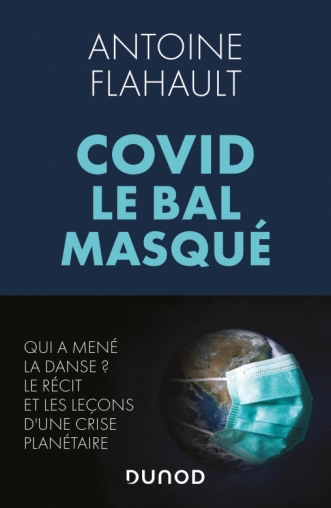 ANTOINE
FLAHAULT
COVID
LE BAL
MASQUÉ
QUI A MENÉ
LA DANSE ?
LE RÉCIT
ET LES LEÇONS
D'UNE CRISE
PLANÉTAIRE
DUNOD